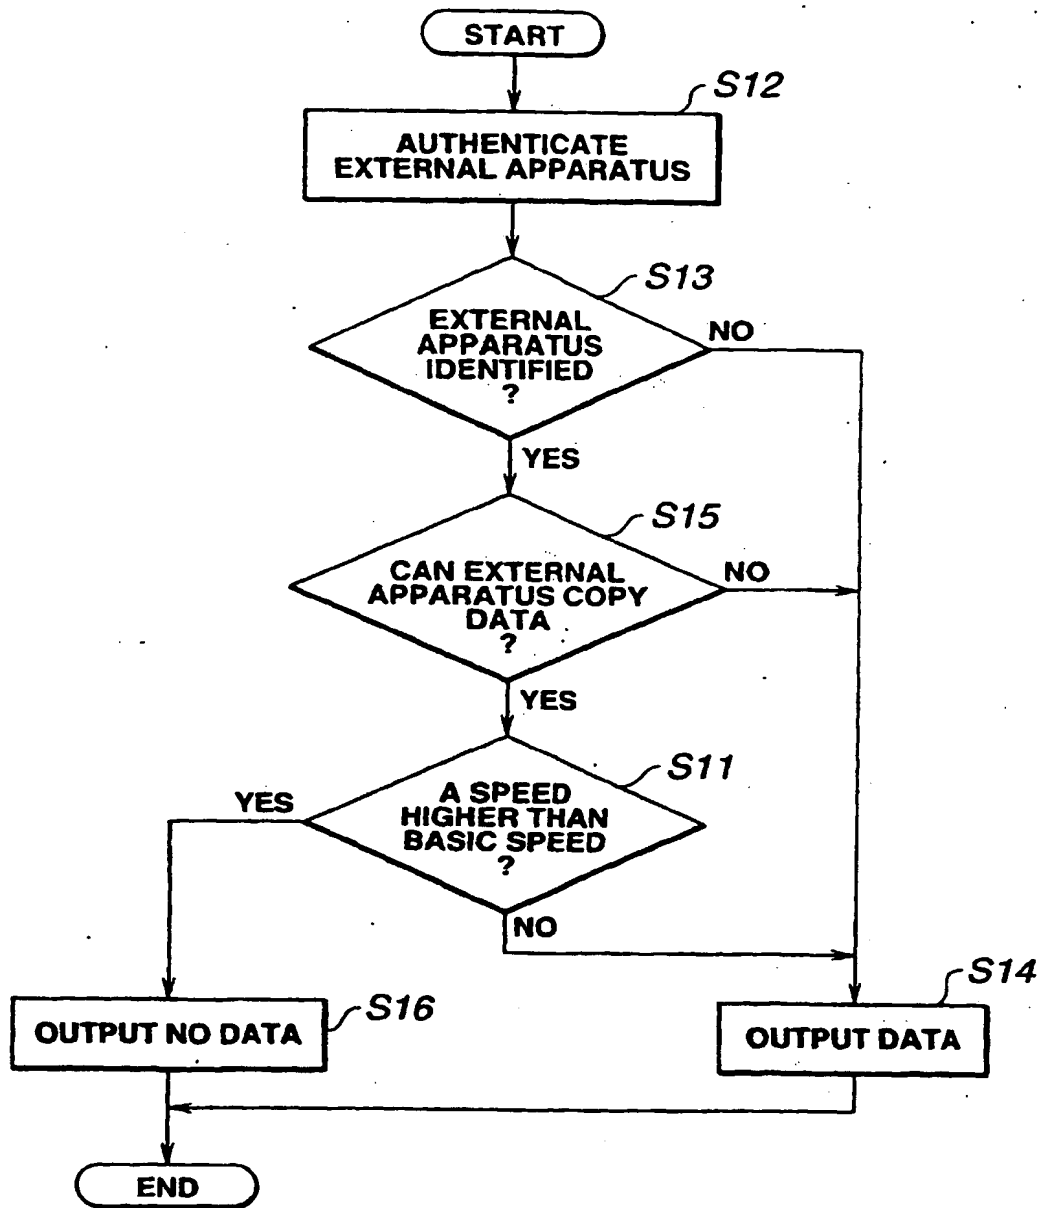 START
S12
AUTHENTICATE
EXTERNAL APPARATUS
S13
EXTERNAL
APPARATUS
IDENTIFIED
?
NO
YES
S15
CAN EXTERNAL
APPARATUS COPY
DATA
?
NO
YES
S11
A SPEED
HIGHER THAN
BASIC SPEED
?
YES
NO
S16
OUTPUT NO DATA
S14
OUTPUT DATA
END